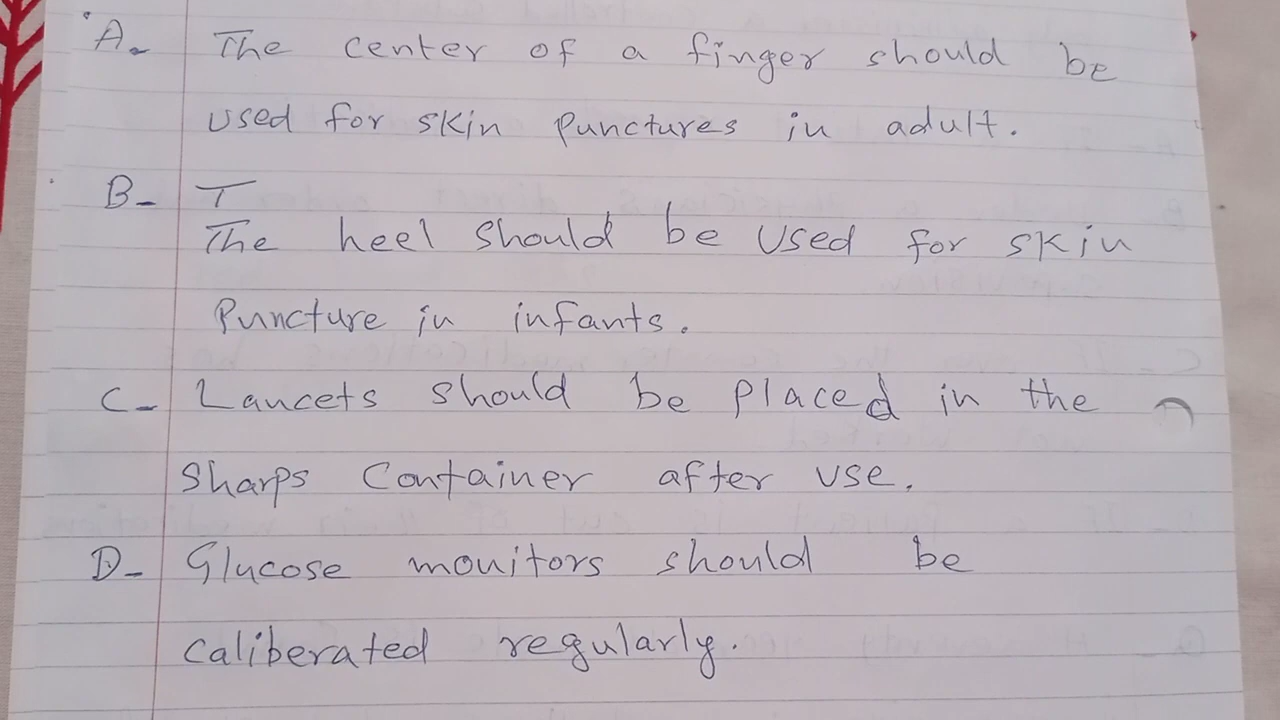 A- The center of a finger should be
used for skin punctures in adult.
B- T
The heel should be used for skin
Puncture in infants.
C- Lancets should be placed in the
sharps Container after use.
D- Glucose monitors should be
caliberated regularly.